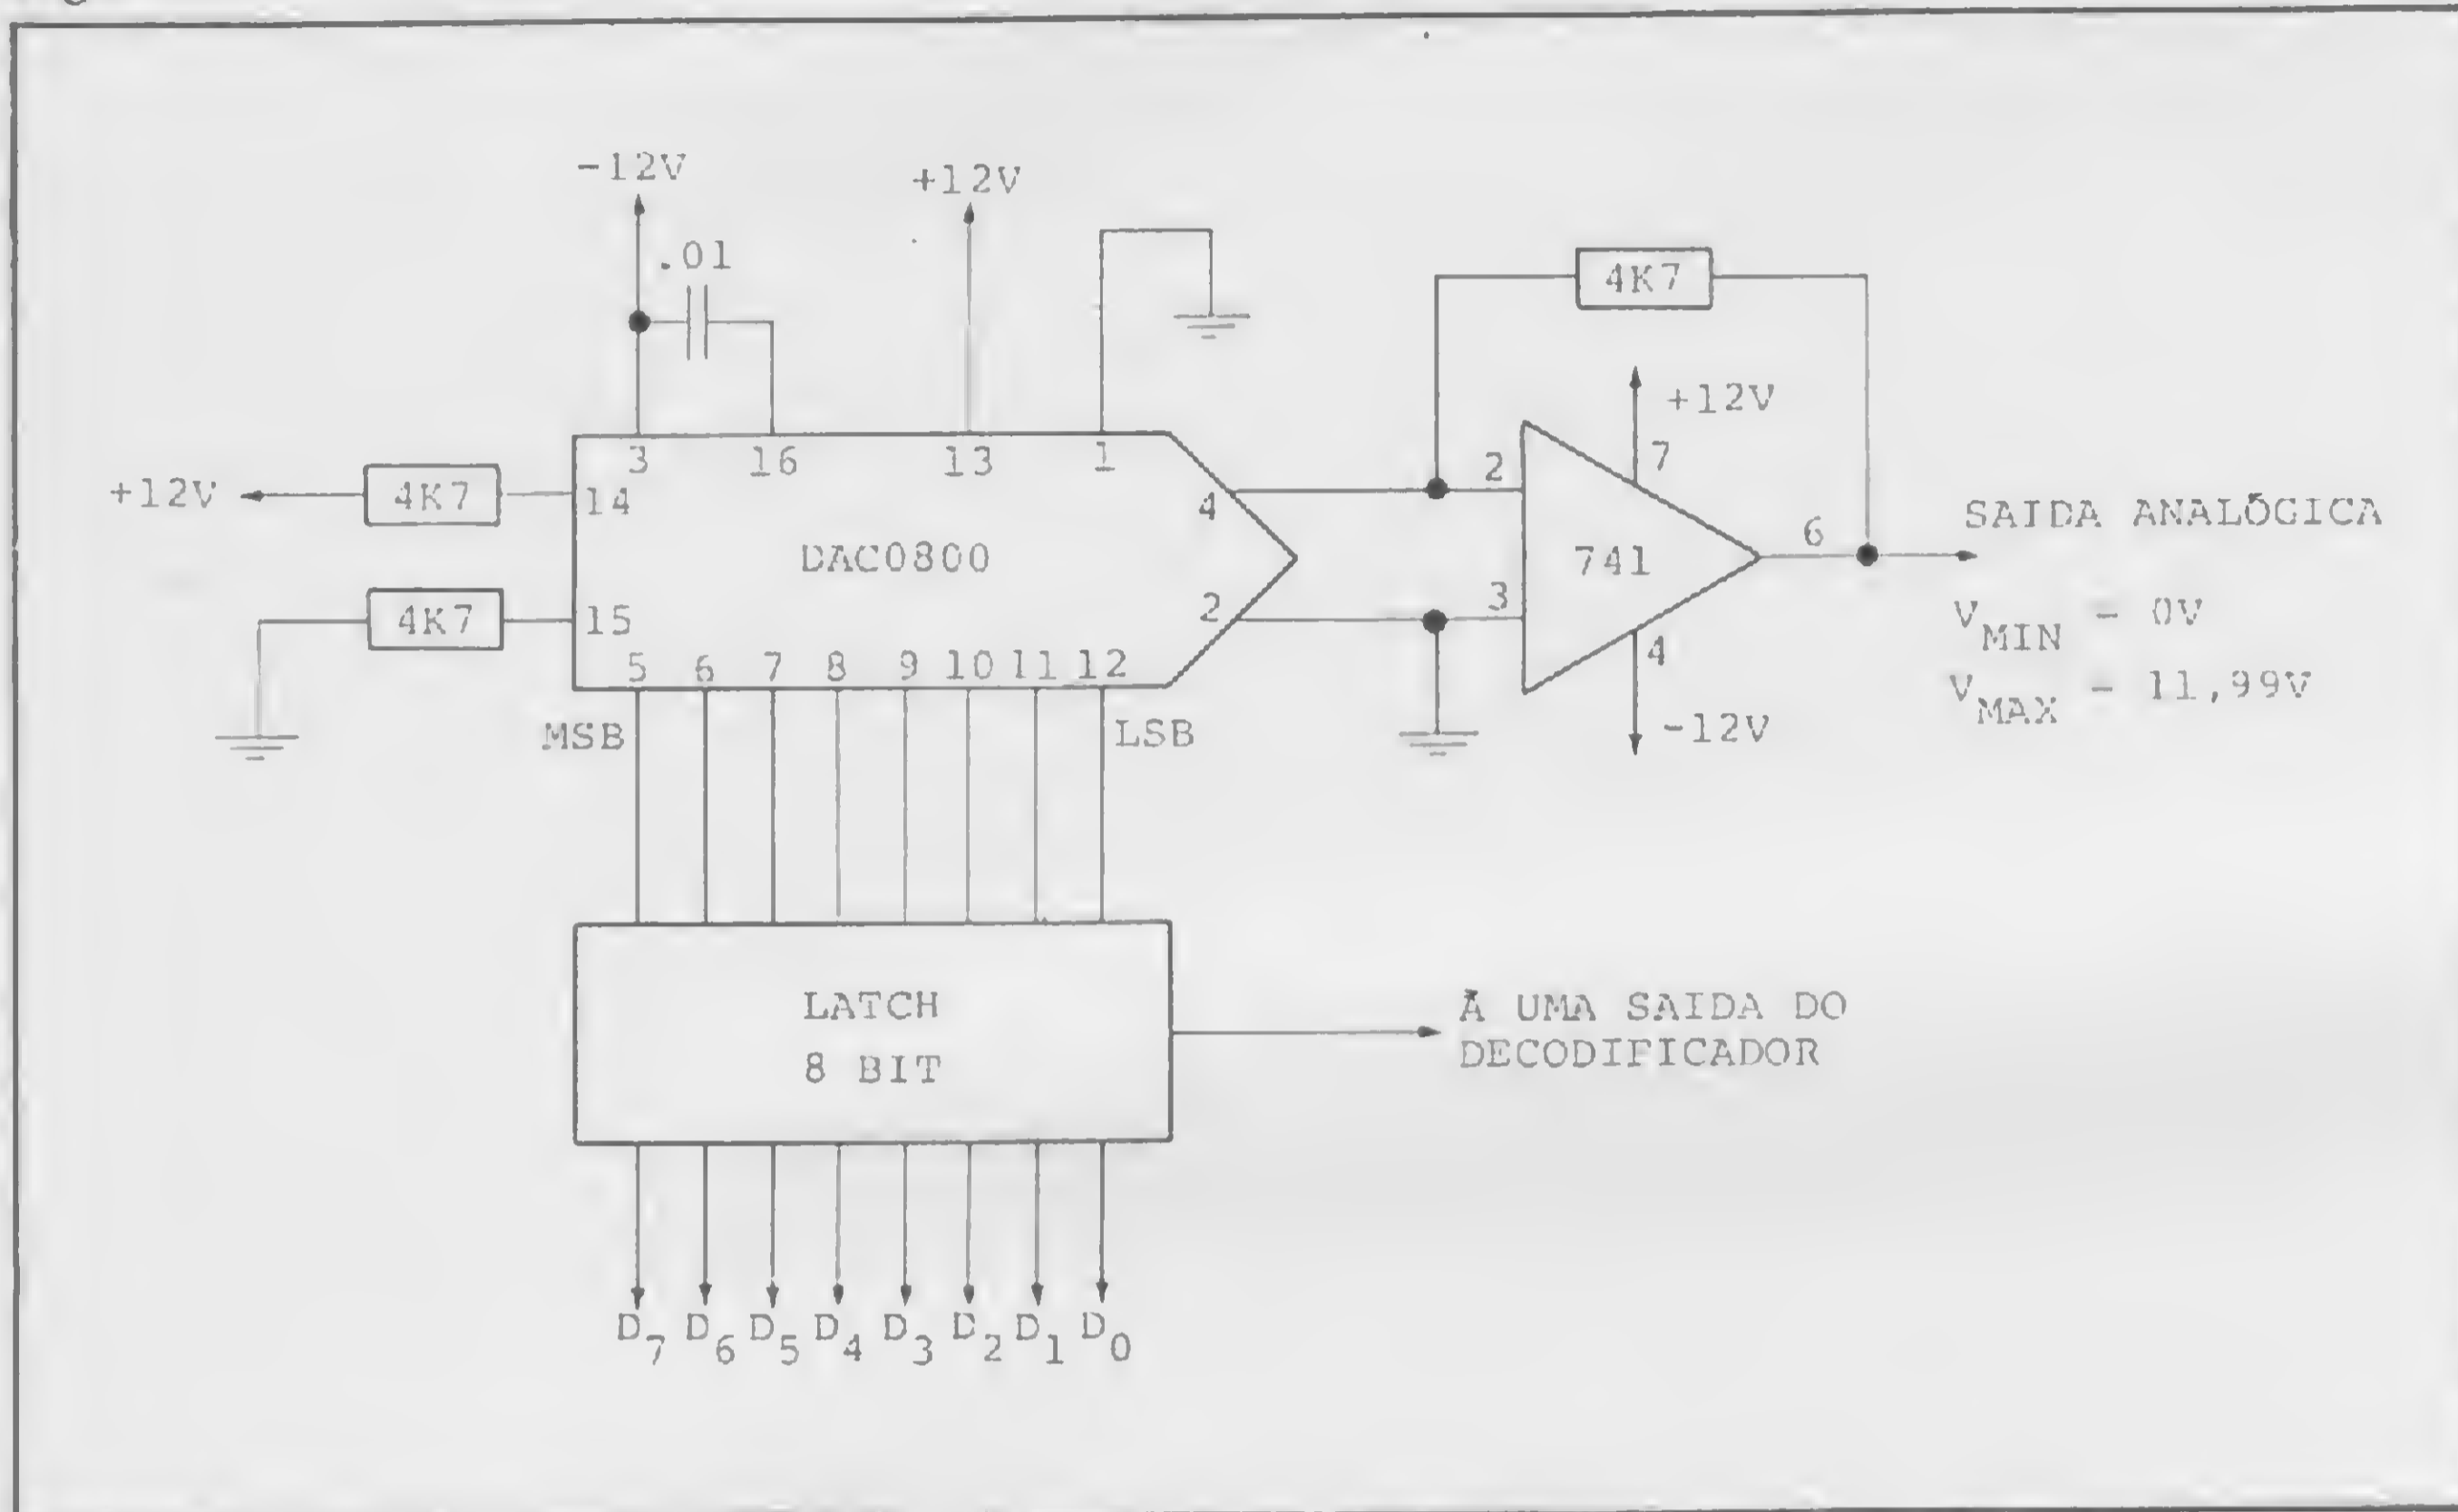 -12V
+12V
.01
4K7
3 16 13 1
+12V
7
+12V
4K7
14
4
2
SAIDA ANALÓGICA
DAC0800
741
6
4K7
15
2
3
V MIN - 0V
5 6 7 8 9 10 11 12
4
V MAX - 11,99V
MSB
LSB
-12V
LATCH
8 BIT
À UMA SAIDA DO
DECODIFICADOR
D7 D6 D5 D4 D3 D2 D1 D0